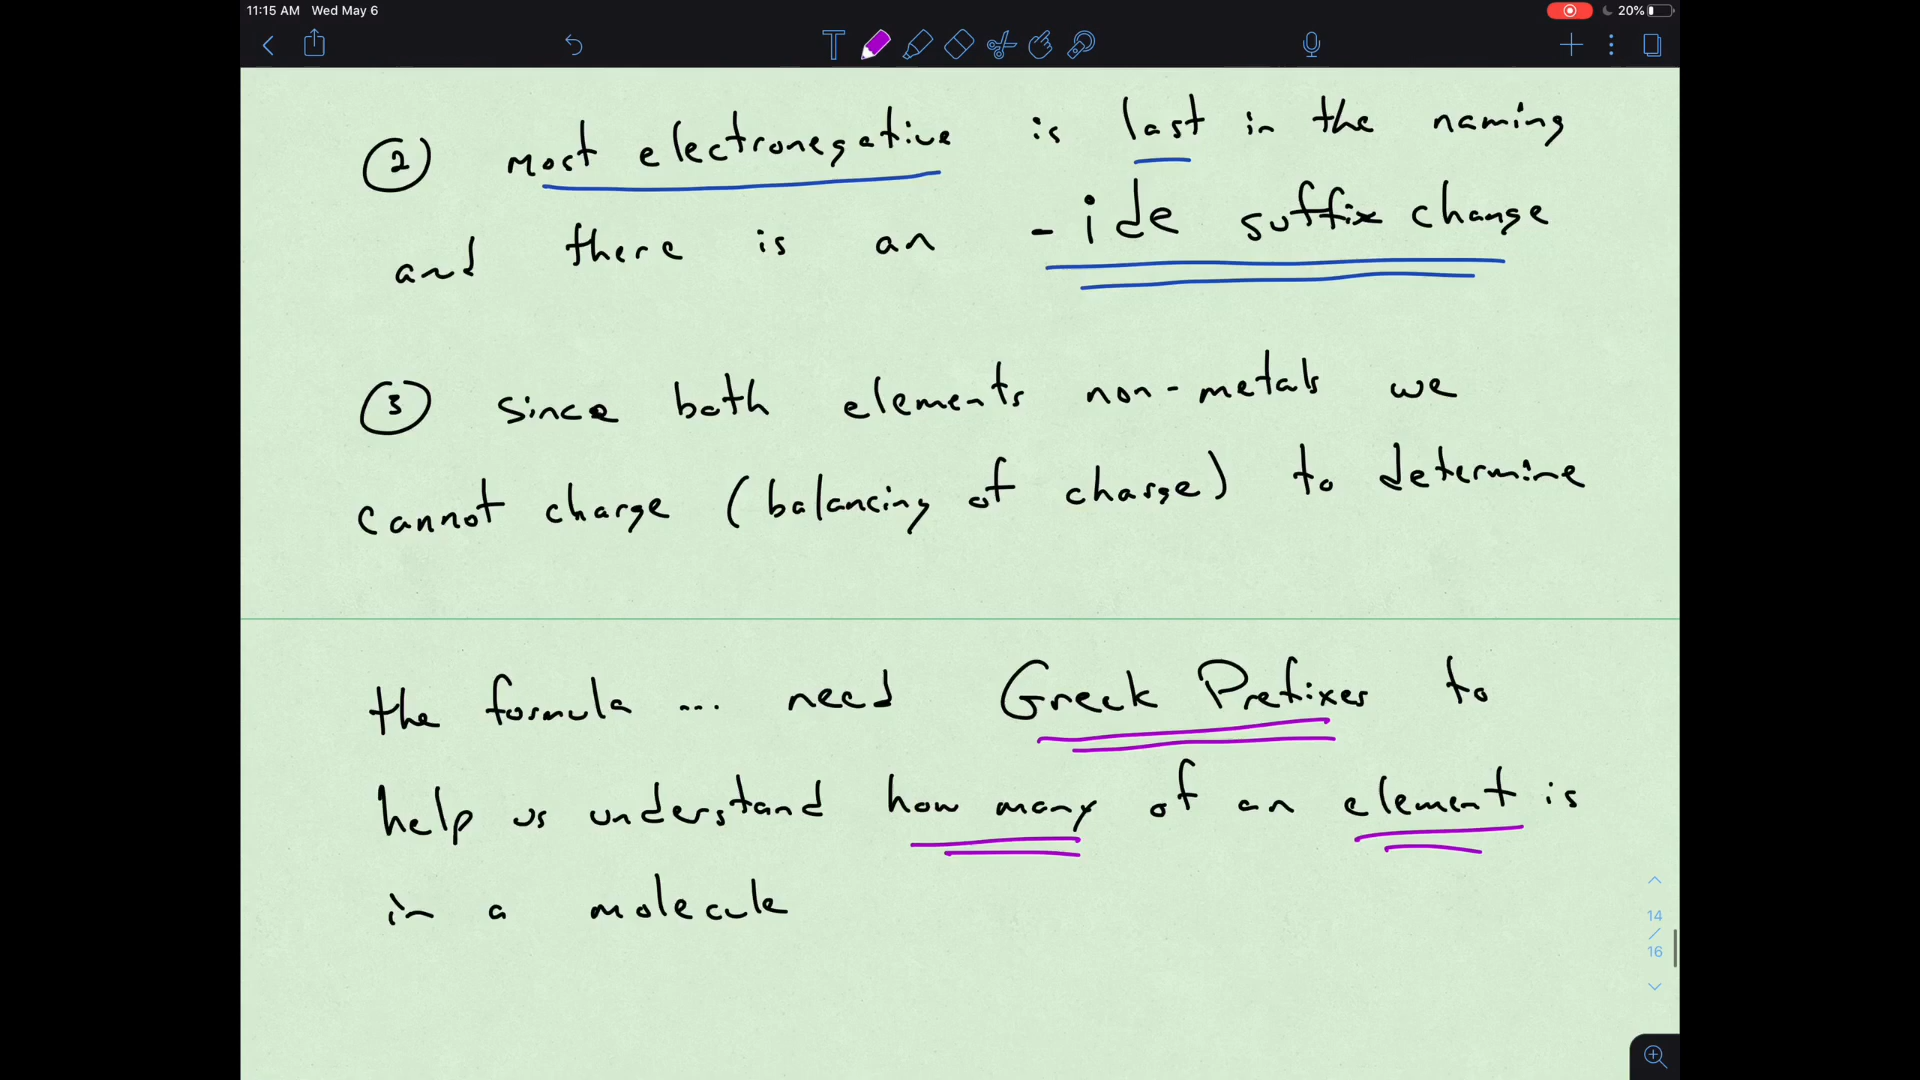 11:15 AM Wed May 6
20%
T
2 most electronegative is last in the naming
and there is an -ide suffix change
3 since both elements non-metals we
cannot charge (balancing of charge) to determine
the formula ... need Greek Prefixes to
help us understand how many of an element is
in a molecule
14
/
16